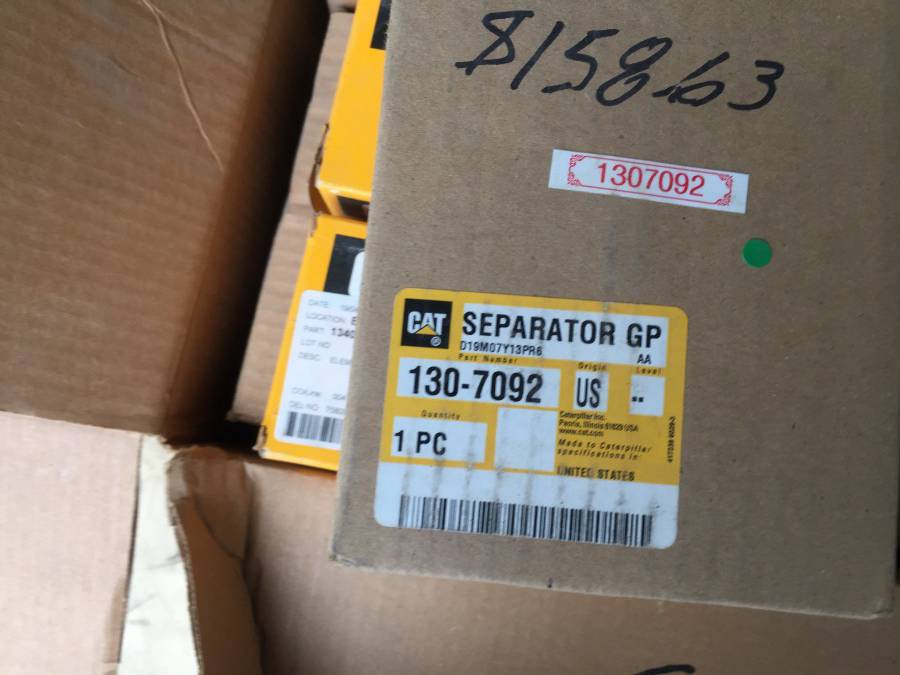 $158.63
1307092
CAT
SEPARATOR GP
D19M07Y13PR6
AA
Part Number
Origin
Level
130-7092
US
--
Quantity
1 PC
Caterpillar Inc.
Peoria, Illinois 61629 USA
www.cat.com
Made to Caterpillar
specifications in:
UNITED STATES
DATE
LOCATION
PART
LOT NO
DESC